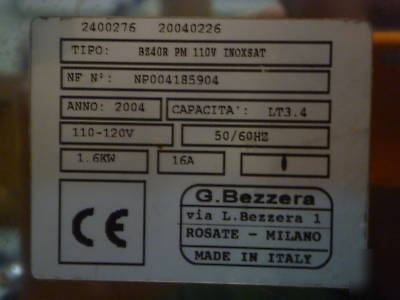 2400276 20040226
TIPO: BZ40R PM 110V INOXSAT
NF N°: NP004185904
ANNO: 2004 CAPACITA': LT3.4
110-120V 50/60HZ
1.6KW 16A
CE
G.Bezzera
via L.Bezzera 1
ROSATE - MILANO
MADE IN ITALY